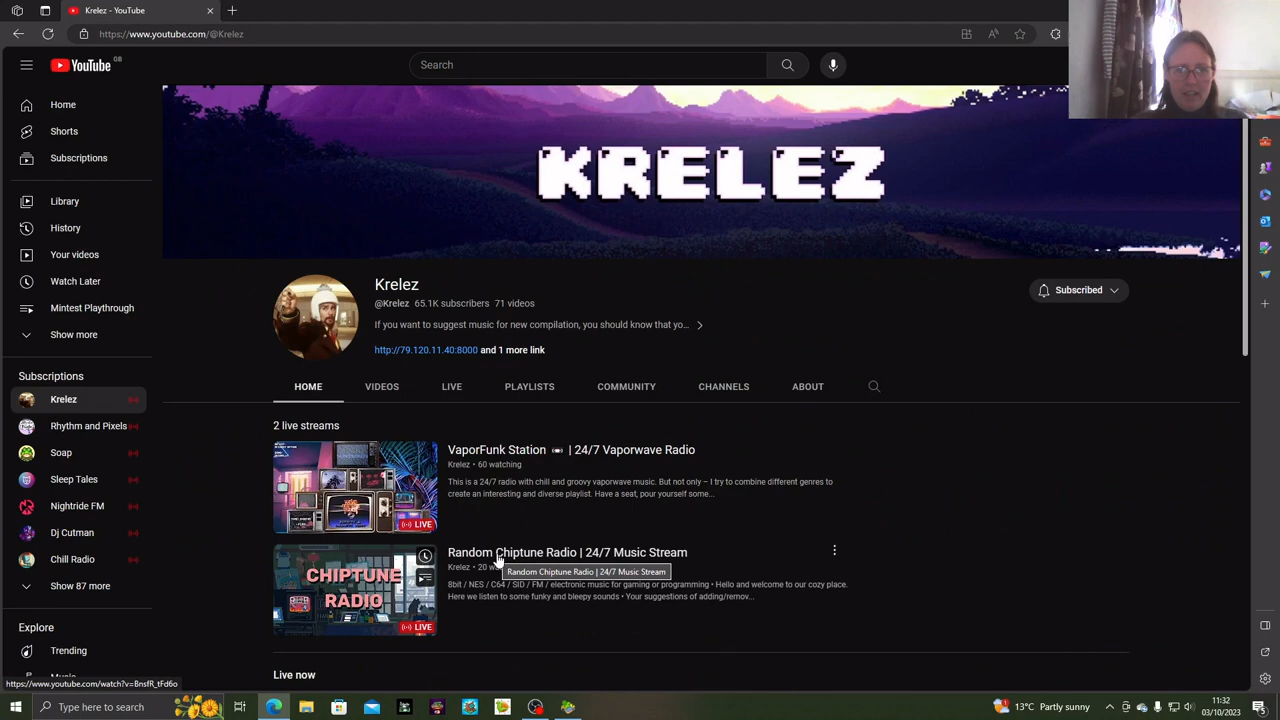 Krelez - YouTube
https://www.youtube.com/@Krelez
YouTube GB
Search
Home
Shorts
Subscriptions
Library
History
Your videos
Watch Later
Mintest Playthrough
Show more
Subscriptions
Krelez
Rhythm and Pixels
Soap
Sleep Tales
Nightride FM
Dj Cutman
Chill Radio
Show 87 more
Explore
Trending
KRELEZ
Krelez
@Krelez 65.1K subscribers 71 videos
If you want to suggest music for new compilation, you should know that yo...
http://79.120.11.40:8000 and 1 more link
Subscribed
HOME VIDEOS LIVE PLAYLISTS COMMUNITY CHANNELS ABOUT
2 live streams
LIVE
VaporFunk Station | 24/7 Vaporwave Radio
Krelez • 60 watching
This is a 24/7 radio with chill and groovy vaporwave music. But not only – I try to combine different genres to
create an interesting and diverse playlist. Have a seat, pour yourself some...
CHIPTUNE
RADIO
LIVE
Random Chiptune Radio | 24/7 Music Stream
Krelez • 20
Random Chiptune Radio | 24/7 Music Stream
8bit / NES / C64 / SID / FM / electronic music for gaming or programming • Hello and welcome to our cozy place.
Here we listen to some funky and bleepy sounds • Your suggestions of adding/remov...
Live now
https://www.youtube.com/watch?v=BnsfR_tFd6o
Type here to search
13°C Partly sunny
11:32
03/10/2023